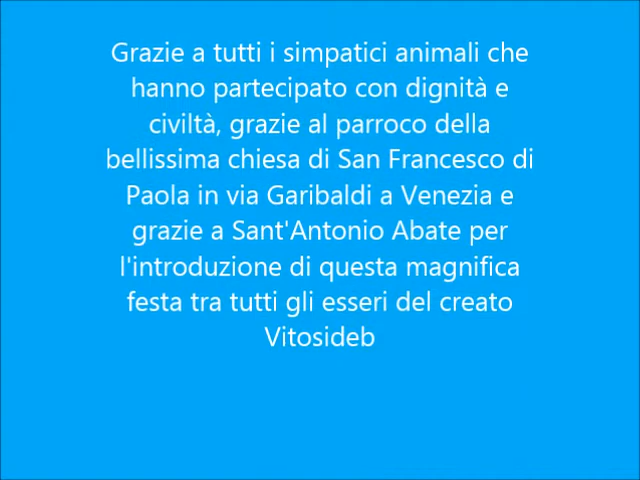 Grazie a tutti i simpatici animali che
hanno partecipato con dignità e
civiltà, grazie al parroco della
bellissima chiesa di San Francesco di
Paola in via Garibaldi a Venezia e
grazie a Sant'Antonio Abate per
l'introduzione di questa magnifica
festa tra tutti gli esseri del creato
Vitosideb